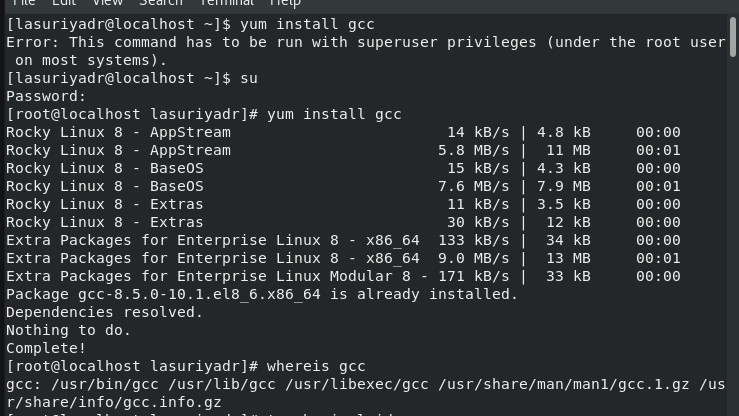 File Edit View Search Terminal Help
[lasuriyadr@localhost ~]$ yum install gcc
Error: This command has to be run with superuser privileges (under the root user
 on most systems).
[lasuriyadr@localhost ~]$ su
Password:
[root@localhost lasuriyadr]# yum install gcc
Rocky Linux 8 - AppStream                        14 kB/s | 4.8 kB     00:00
Rocky Linux 8 - AppStream                       5.8 MB/s |  11 MB     00:01
Rocky Linux 8 - BaseOS                           15 kB/s | 4.3 kB     00:00
Rocky Linux 8 - BaseOS                          7.6 MB/s | 7.9 MB     00:01
Rocky Linux 8 - Extras                           11 kB/s | 3.5 kB     00:00
Rocky Linux 8 - Extras                           30 kB/s |  12 kB     00:00
Extra Packages for Enterprise Linux 8 - x86_64  133 kB/s |  34 kB     00:00
Extra Packages for Enterprise Linux 8 - x86_64  9.0 MB/s |  13 MB     00:01
Extra Packages for Enterprise Linux Modular 8 - 171 kB/s |  33 kB     00:00
Package gcc-8.5.0-10.1.el8_6.x86_64 is already installed.
Dependencies resolved.
Nothing to do.
Complete!
[root@localhost lasuriyadr]# whereis gcc
gcc: /usr/bin/gcc /usr/lib/gcc /usr/libexec/gcc /usr/share/man/man1/gcc.1.gz /us
r/share/info/gcc.info.gz